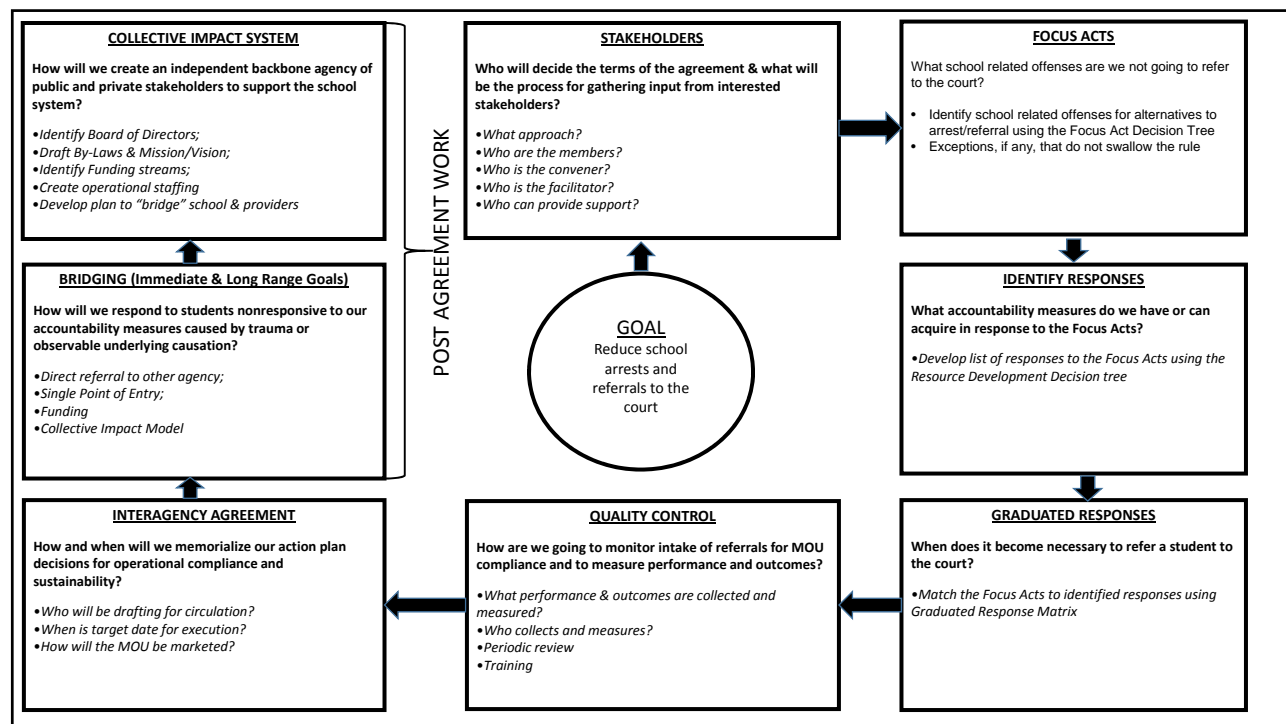 COLLECTIVE IMPACT SYSTEM
How will we create an independent backbone agency of
public and private stakeholders to support the school
system?
•Identify Board of Directors;
•Draft By-Laws & Mission/Vision;
•Identify Funding streams;
•Create operational staffing
•Develop plan to “bridge” school & providers
POST AGREEMENT WORK
STAKEHOLDERS
Who will decide the terms of the agreement & what will
be the process for gathering input from interested
stakeholders?
•What approach?
•Who are the members?
•Who is the convener?
•Who is the facilitator?
•Who can provide support?
FOCUS ACTS
What school related offenses are we not going to refer
to the court?
• Identify school related offenses for alternatives to
arrest/referral using the Focus Act Decision Tree
• Exceptions, if any, that do not swallow the rule
BRIDGING (Immediate & Long Range Goals)
How will we respond to students nonresponsive to our
accountability measures caused by trauma or
observable underlying causation?
•Direct referral to other agency;
•Single Point of Entry;
•Funding
•Collective Impact Model
GOAL
Reduce school
arrests and
referrals to the
court
IDENTIFY RESPONSES
What accountability measures do we have or can
acquire in response to the Focus Acts?
•Develop list of responses to the Focus Acts using the
Resource Development Decision tree
INTERAGENCY AGREEMENT
How and when will we memorialize our action plan
decisions for operational compliance and
sustainability?
•Who will be drafting for circulation?
•When is target date for execution?
•How will the MOU be marketed?
QUALITY CONTROL
How are we going to monitor intake of referrals for MOU
compliance and to measure performance and outcomes?
•What performance & outcomes are collected and
measured?
•Who collects and measures?
•Periodic review
•Training
GRADUATED RESPONSES
When does it become necessary to refer a student to
the court?
•Match the Focus Acts to identified responses using
Graduated Response Matrix